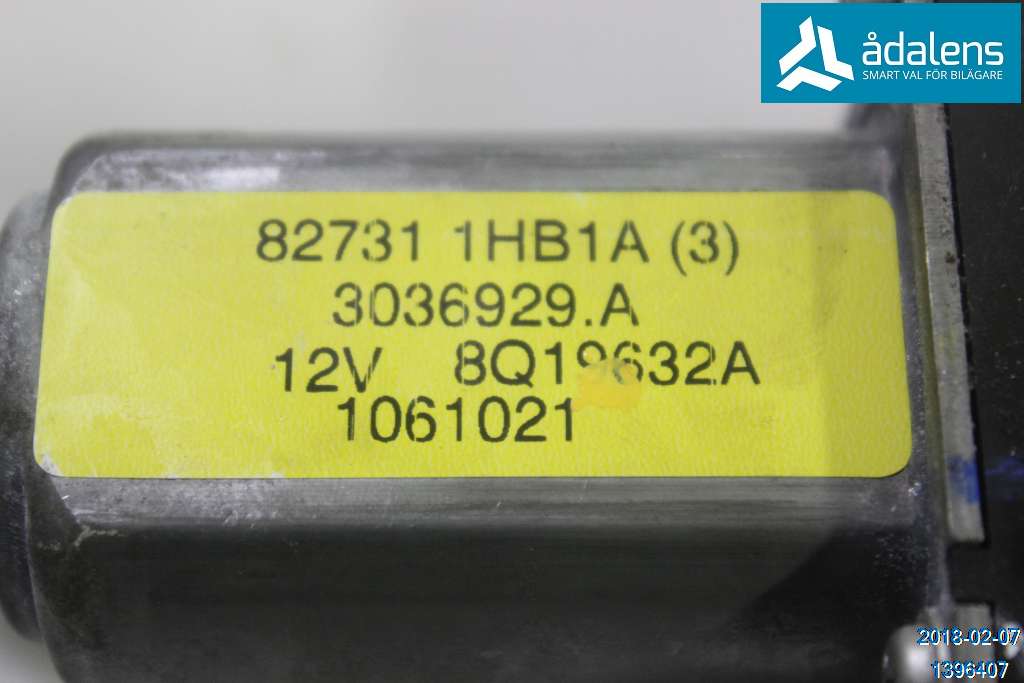 ådalens
SMART VAL FÖR BILÄGARE
82731 1HB1A (3)
3036929.A
12V 8Q19632A
1061021
2018-02-07
1396407